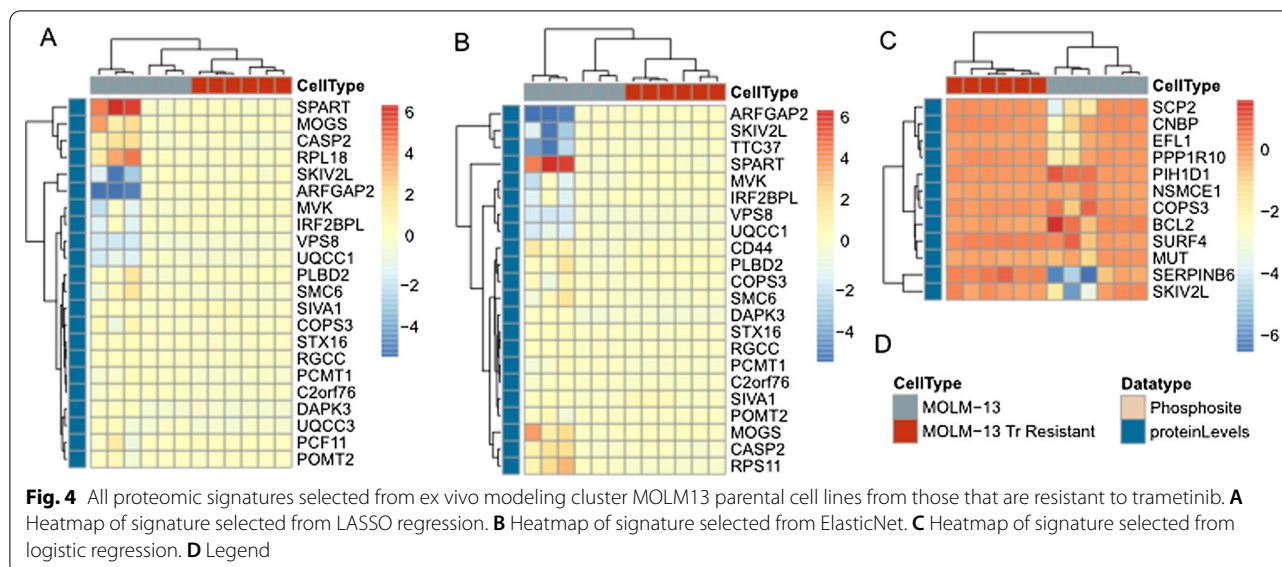 A
CellType
SPART
MOGS
CASP2
RPL18
SKIV2L
ARFGAP2
MVK
IRF2BPL
VPS8
UQCC1
PLBD2
SMC6
SIVA1
COPS3
STX16
RGCC
PCMT1
C2orf76
DAPK3
UQCC3
PCF11
POMT2
6
4
2
0
−2
−4
B
CellType
ARFGAP2
SKIV2L
TTC37
SPART
MVK
IRF2BPL
VPS8
UQCC1
CD44
PLBD2
COPS3
SMC6
DAPK3
STX16
RGCC
PCMT1
C2orf76
SIVA1
POMT2
MOGS
CASP2
RPS11
6
4
2
0
−2
−4
C
CellType
SCP2
CNBP
EFL1
PPP1R10
PIH1D1
NSMCE1
COPS3
BCL2
SURF4
MUT
SERPINB6
SKIV2L
0
−2
−4
−6
D
CellType
MOLM−13
MOLM−13 Tr Resistant
Datatype
Phosphosite
proteinLevels
Fig. 4 All proteomic signatures selected from ex vivo modeling cluster MOLM13 parental cell lines from those that are resistant to trametinib. A
Heatmap of signature selected from LASSO regression. B Heatmap of signature selected from ElasticNet. C Heatmap of signature selected from
logistic regression. D Legend